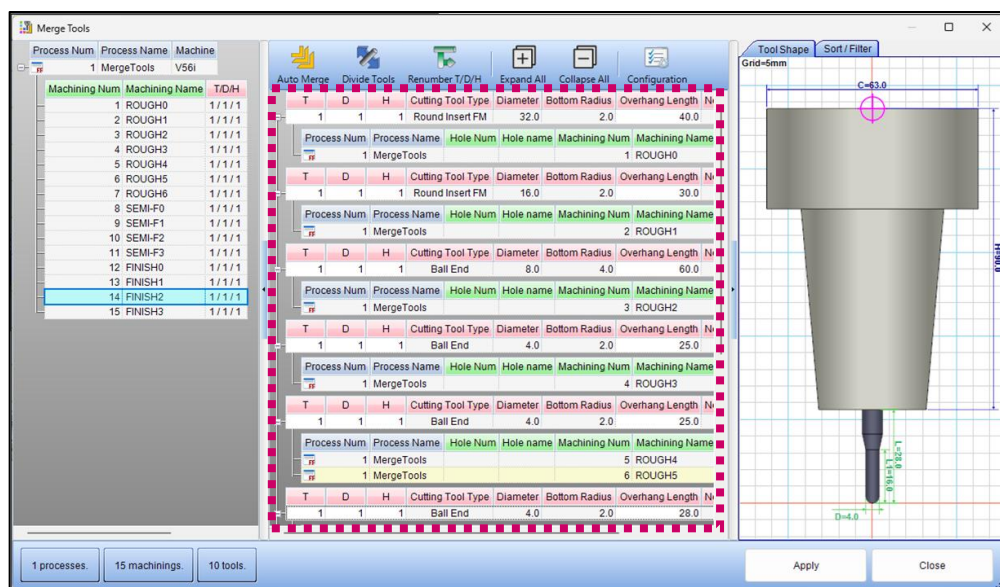 Merge Tools
Process Num Process Name Machine
1 MergeTools V56i
Machining Num Machining Name T/D/H
1 ROUGH0 1/1/1
2 ROUGH1 1/1/1
3 ROUGH2 1/1/1
4 ROUGH3 1/1/1
5 ROUGH4 1/1/1
6 ROUGH5 1/1/1
7 ROUGH6 1/1/1
8 SEMI-F0 1/1/1
9 SEMI-F1 1/1/1
10 SEMI-F2 1/1/1
11 SEMI-F3 1/1/1
12 FINISH0 1/1/1
13 FINISH1 1/1/1
14 FINISH2 1/1/1
15 FINISH3 1/1/1
Auto Merge Divide Tools Renumber T/D/H Expand All Collapse All Configuration
T D H Cutting Tool Type Diameter Bottom Radius Overhang Length
1 1 1 Round Insert FM 32.0 2.0 40.0
Process Num Process Name Hole Num Hole name Machining Num Machining Name
1 MergeTools 1 ROUGH0
T D H Cutting Tool Type Diameter Bottom Radius Overhang Length
1 1 1 Round Insert FM 16.0 2.0 30.0
Process Num Process Name Hole Num Hole name Machining Num Machining Name
1 MergeTools 2 ROUGH1
T D H Cutting Tool Type Diameter Bottom Radius Overhang Length
1 1 1 Ball End 8.0 4.0 60.0
Process Num Process Name Hole Num Hole name Machining Num Machining Name
1 MergeTools 3 ROUGH2
T D H Cutting Tool Type Diameter Bottom Radius Overhang Length
1 1 1 Ball End 4.0 2.0 25.0
Process Num Process Name Hole Num Hole name Machining Num Machining Name
1 MergeTools 4 ROUGH3
T D H Cutting Tool Type Diameter Bottom Radius Overhang Length
1 1 1 Ball End 4.0 2.0 25.0
Process Num Process Name Hole Num Hole name Machining Num Machining Name
1 MergeTools 5 ROUGH4
1 MergeTools 6 ROUGH5
T D H Cutting Tool Type Diameter Bottom Radius Overhang Length
1 1 1 Ball End 4.0 2.0 28.0
Tool Shape Sort / Filter
Grid=5mm
C=63.0
H=90.0
L=28.0
L1=16.0
D=4.0
1 processes. 15 machinings. 10 tools.
Apply Close